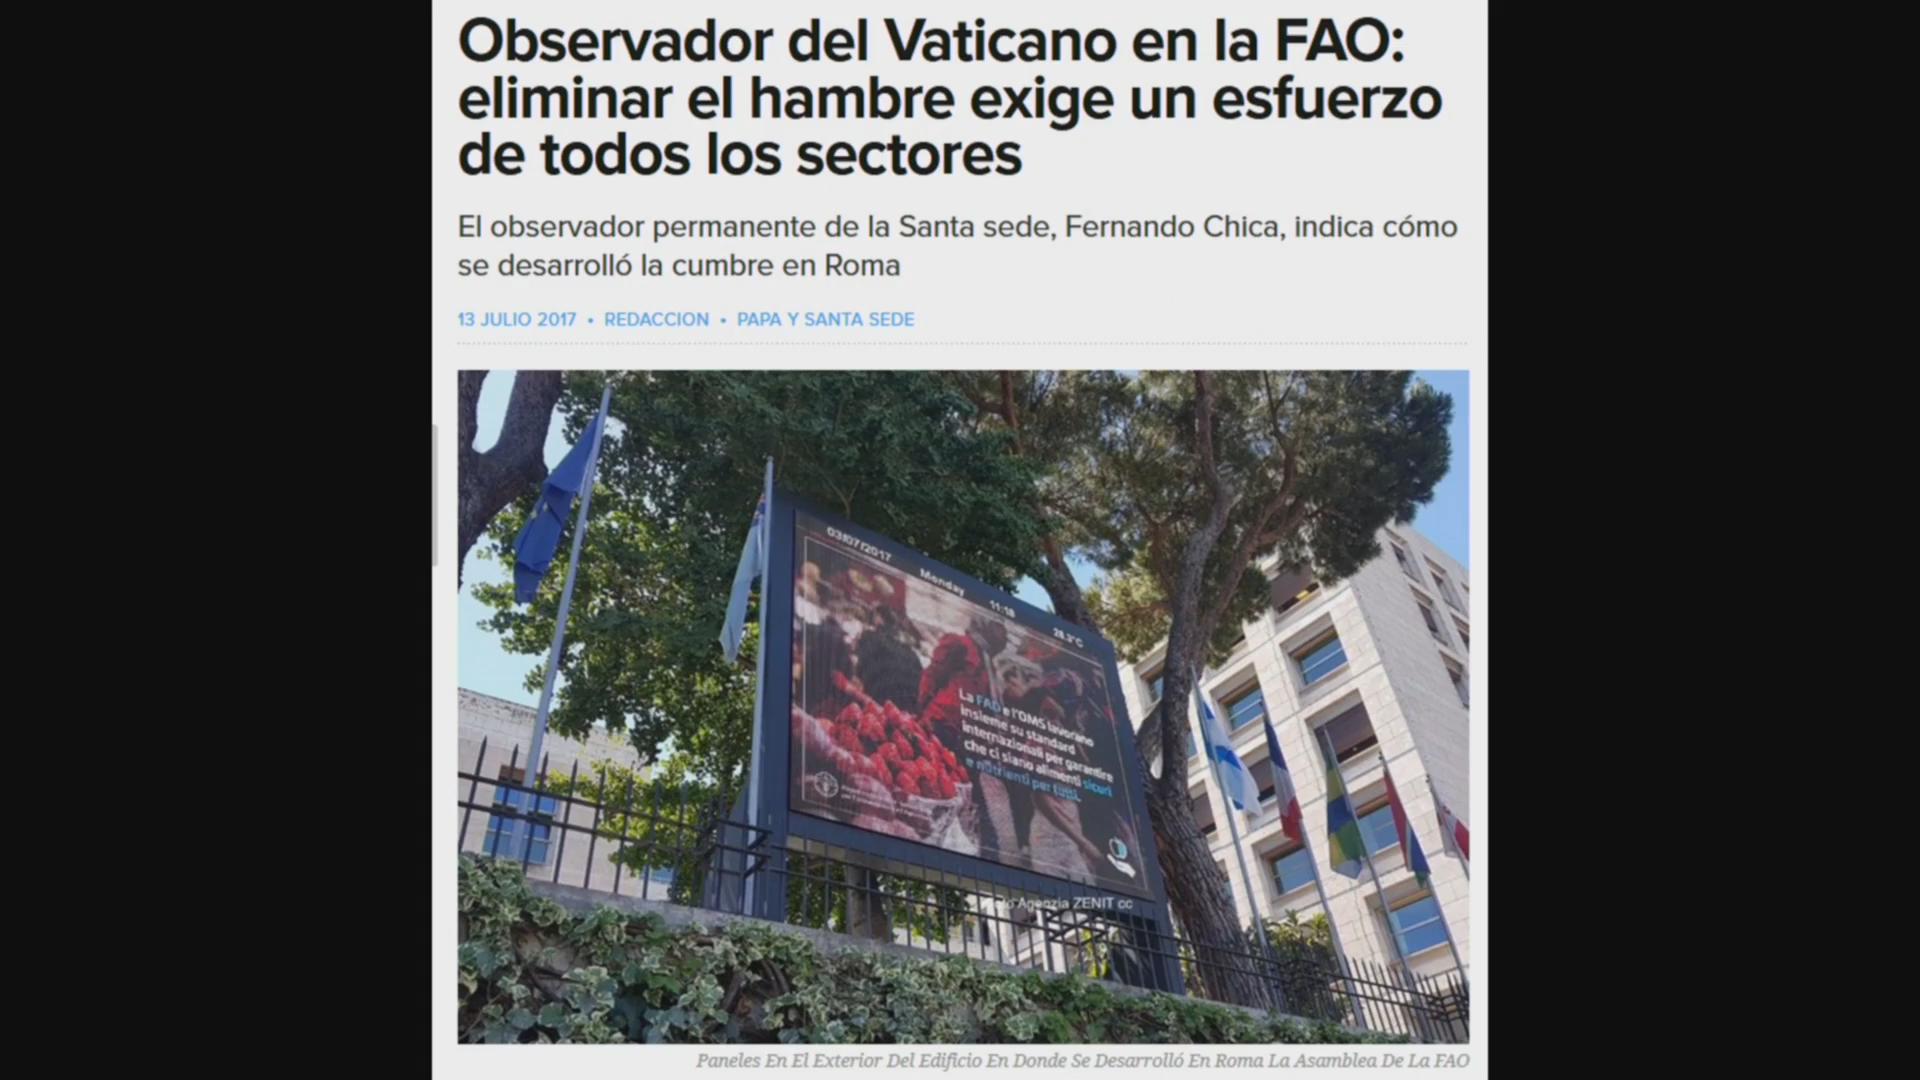 Observador del Vaticano en la FAO:
eliminar el hambre exige un esfuerzo
de todos los sectores
El observador permanente de la Santa sede, Fernando Chica, indica cómo
se desarrolló la cumbre en Roma
13 JULIO 2017 • REDACCION • PAPA Y SANTA SEDE
03/07/2017 Monday 11:18 28.3°C
La FAO e l'OMS lavorano
insieme su standard
internazionali per garantire
che ci siano alimenti sicuri
e nutrienti per tutti.
Agenzia ZENIT cc
Paneles En El Exterior Del Edificio En Donde Se Desarrolló En Roma La Asamblea De La FAO